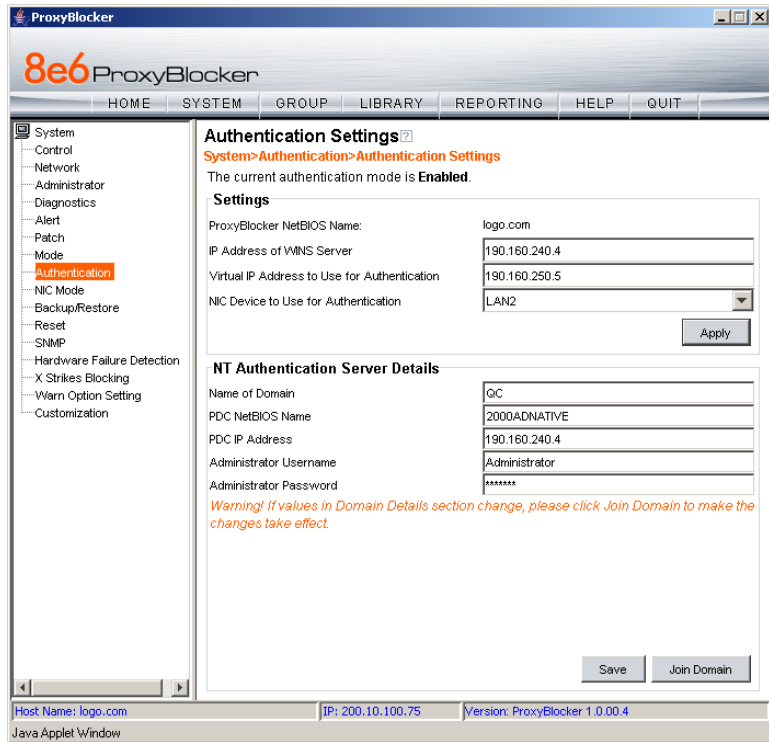 ProxyBlocker
8e6 ProxyBlocker
HOME SYSTEM GROUP LIBRARY REPORTING HELP QUIT
System
Control
Network
Administrator
Diagnostics
Alert
Patch
Mode
Authentication
NIC Mode
Backup/Restore
Reset
SNMP
Hardware Failure Detection
X Strikes Blocking
Warn Option Setting
Customization
Authentication Settings ?
System>Authentication>Authentication Settings
The current authentication mode is Enabled.
Settings
ProxyBlocker NetBIOS Name: logo.com
IP Address of WINS Server 190.160.240.4
Virtual IP Address to Use for Authentication 190.160.250.5
NIC Device to Use for Authentication LAN2
Apply
NT Authentication Server Details
Name of Domain QC
PDC NetBIOS Name 2000ADNATIVE
PDC IP Address 190.160.240.4
Administrator Username Administrator
Administrator Password *******
Warning! If values in Domain Details section change, please click Join Domain to make the
changes take effect.
Save Join Domain
Host Name: logo.com IP: 200.10.100.75 Version: ProxyBlocker 1.0.00.4
Java Applet Window